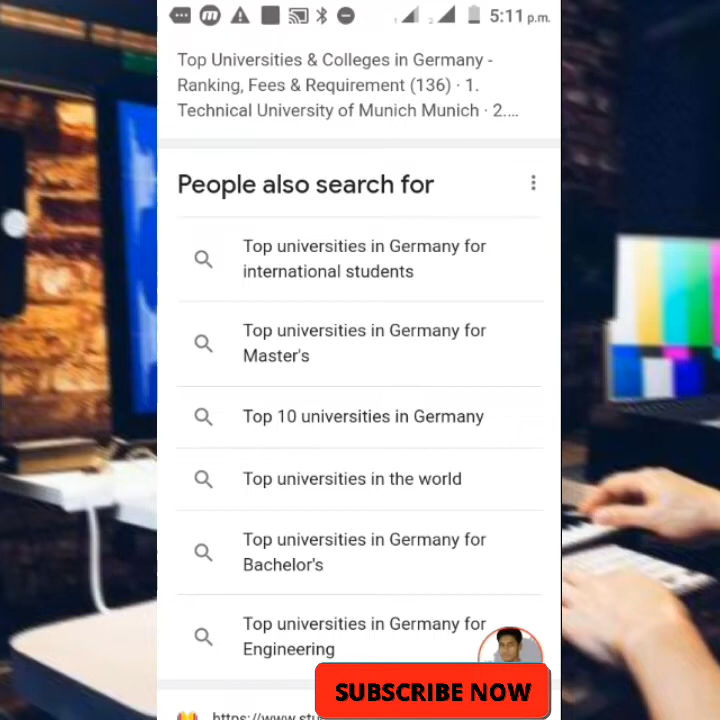 5:11 p.m.
Top Universities & Colleges in Germany -
Ranking, Fees & Requirement (136) · 1.
Technical University of Munich Munich · 2....
People also search for
Top universities in Germany for
international students
Top universities in Germany for
Master's
Top 10 universities in Germany
Top universities in the world
Top universities in Germany for
Bachelor's
Top universities in Germany for
Engineering
SUBSCRIBE NOW